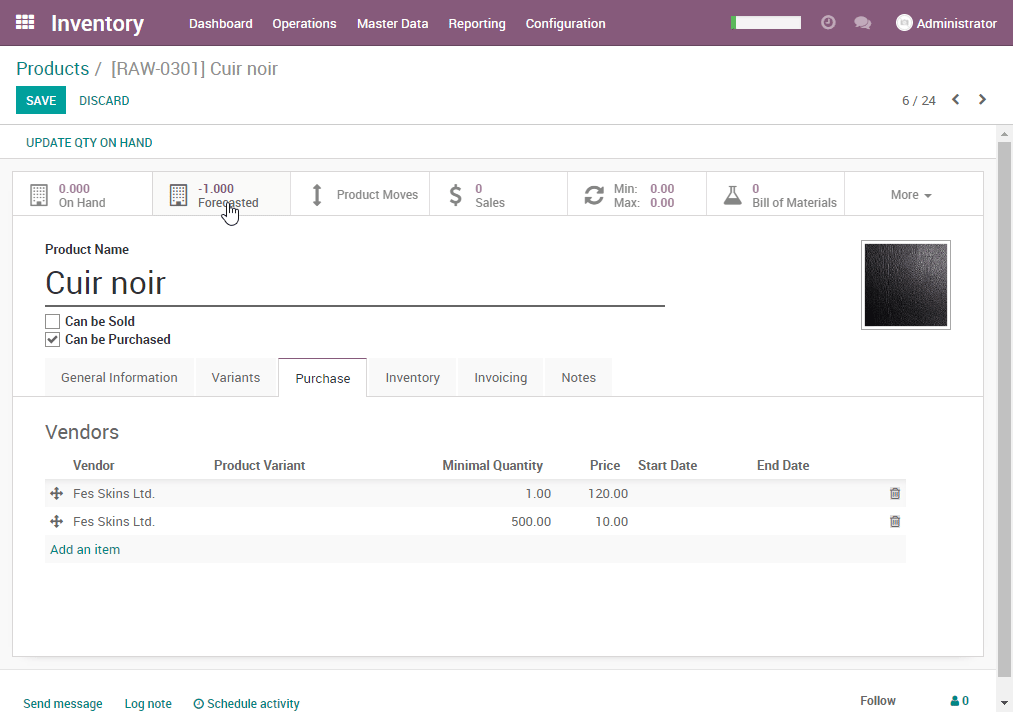 Inventory Dashboard Operations Master Data Reporting Configuration Administrator
Products / [RAW-0301] Cuir noir
SAVE DISCARD 6 / 24
UPDATE QTY ON HAND
0.000 On Hand
-1.000 Forecasted
Product Moves
0 Sales
Min: 0.00
Max: 0.00
0 Bill of Materials
More
Product Name
Cuir noir
Can be Sold
Can be Purchased
General Information Variants Purchase Inventory Invoicing Notes
Vendors
Vendor Product Variant Minimal Quantity Price Start Date End Date
Fes Skins Ltd. 1.00 120.00
Fes Skins Ltd. 500.00 10.00
Add an item
Send message Log note Schedule activity Follow 0